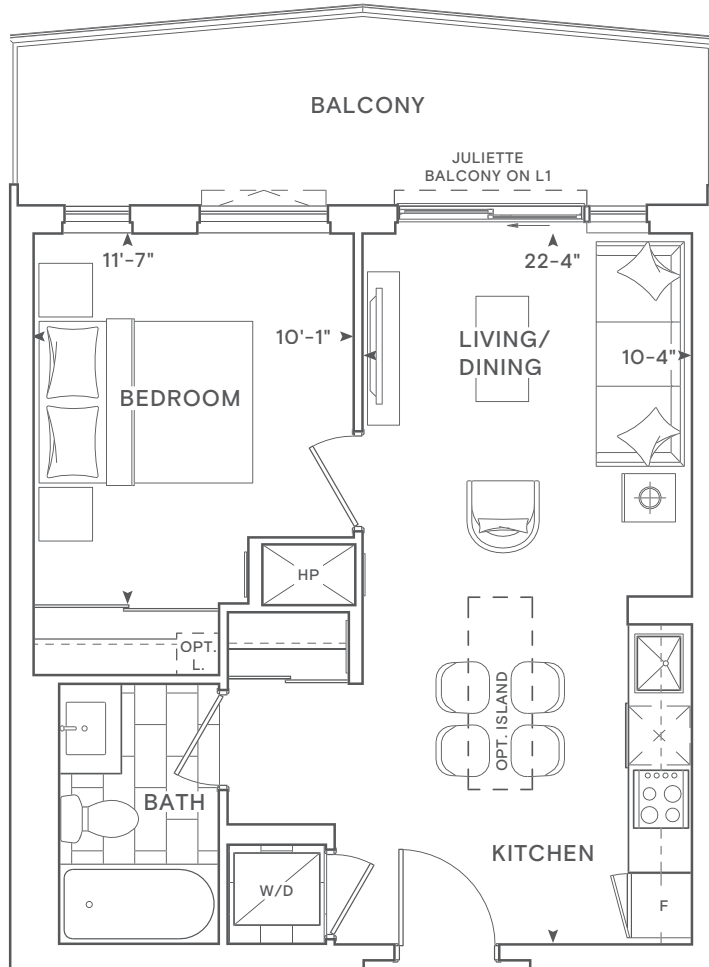 BALCONY
JULIETTE
BALCONY ON L1
11'-7"
22-4"
10'-1"
LIVING/
DINING
10-4"
BEDROOM
HP
OPT.
L.
OPT. ISLAND
BATH
KITCHEN
W/D
F